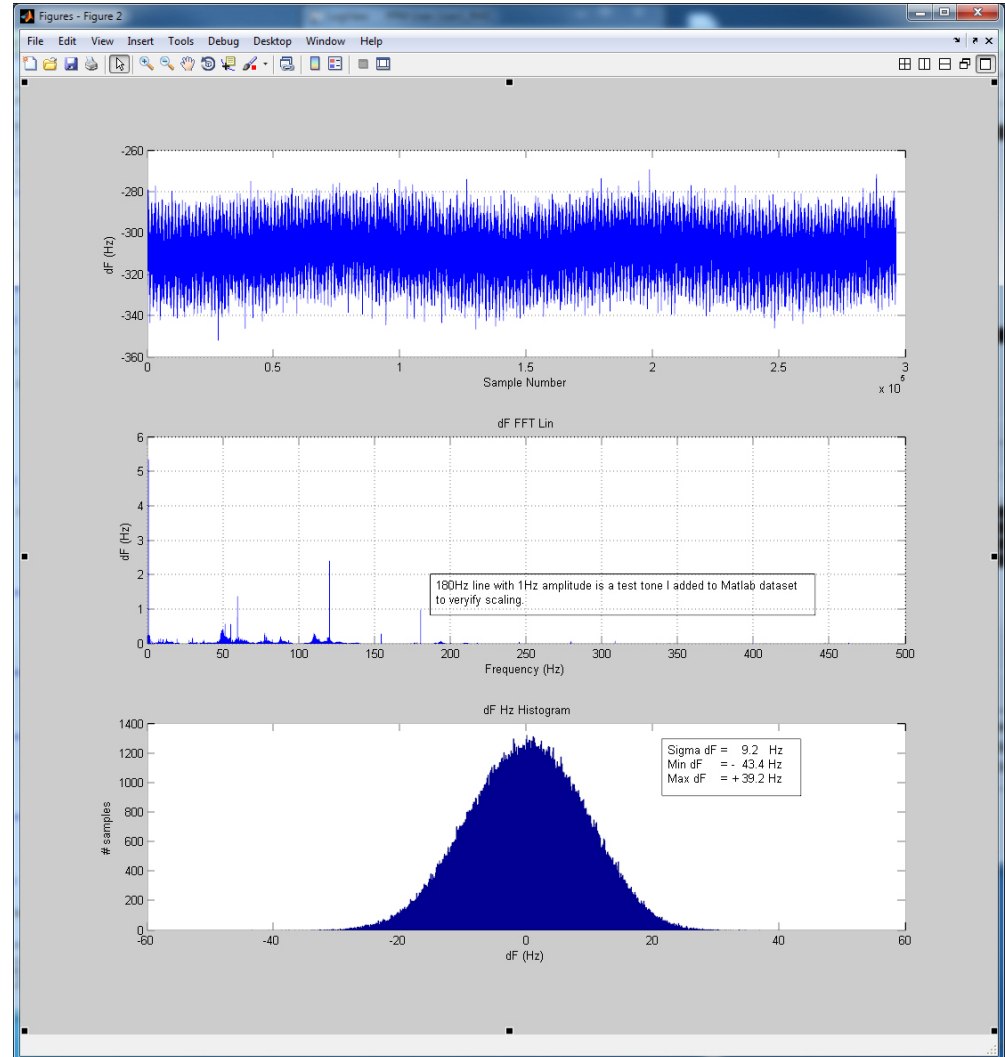 Figures - Figure 2
File Edit View Insert Tools Debug Desktop Window Help
-260
-280
-300
-320
-340
-360
dF (Hz)
0 0.5 1 1.5 2 2.5 3
Sample Number
x 10^5
dF FFT Lin
6
5
4
3
2
1
0
dF (Hz)
180Hz line with 1Hz amplitude is a test tone I added to Matlab dataset
to veryify scaling.
0 50 100 150 200 250 300 350 400 450 500
Frequency (Hz)
dF Hz Histogram
1400
1200
1000
800
600
400
200
0
# samples
Sigma dF = 9.2 Hz
Min dF = - 43.4 Hz
Max dF = + 39.2 Hz
-60 -40 -20 0 20 40 60
dF (Hz)